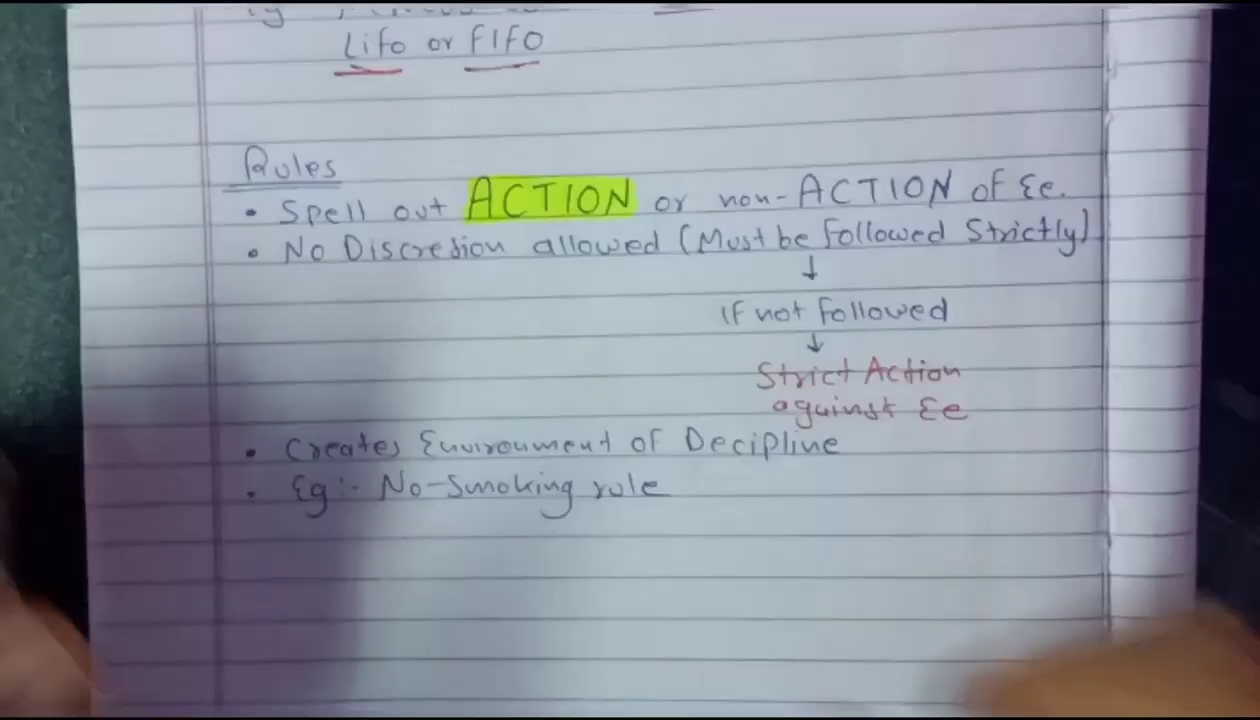 Eg
Lifo or FIFO
Rules
• Spell out ACTION or non-ACTION of Ee.
• No Discretion allowed (Must be followed Strictly)
↓
If not followed
↓
Strict Action
against Ee
• Creates Environment of Decipline
• Eg:- No-Smoking rule